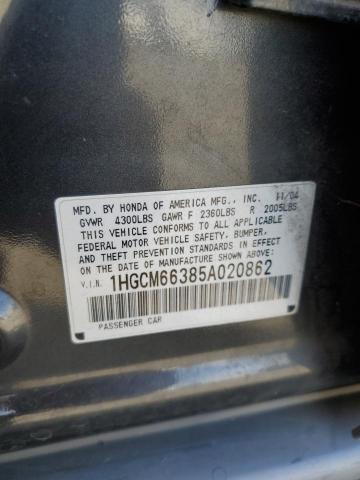 MFD. BY HONDA OF AMERICA MFG., INC. 11/04
GVWR 4300LBS GAWR F 2360LBS R 2005LBS
THIS VEHICLE CONFORMS TO ALL APPLICABLE
FEDERAL MOTOR VEHICLE SAFETY, BUMPER,
AND THEFT PREVENTION STANDARDS IN EFFECT
ON THE DATE OF MANUFACTURE SHOWN ABOVE.
V.I.N. 1HGCM66385A020862
PASSENGER CAR